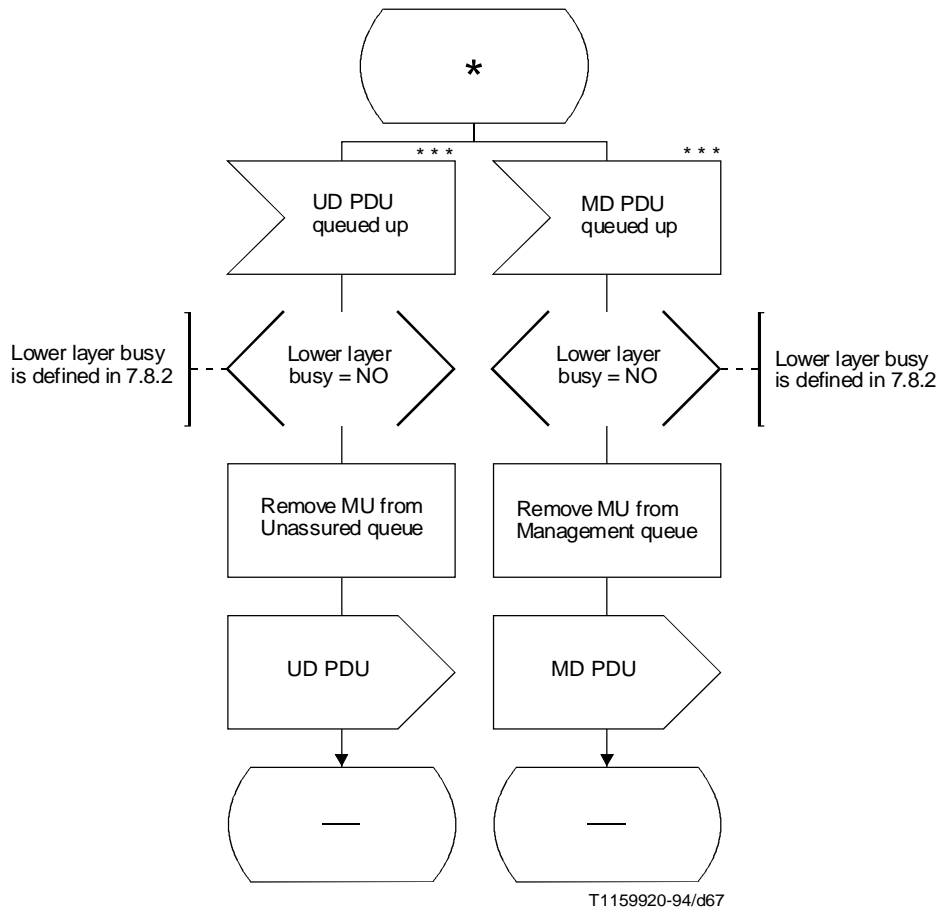 *
* * *
* * *
UD PDU
queued up
MD PDU
queued up
Lower layer busy
is defined in 7.8.2
Lower layer
busy = NO
Lower layer
busy = NO
Lower layer busy
is defined in 7.8.2
Remove MU from
Unassured queue
Remove MU from
Management queue
UD PDU
MD PDU
—
—
T1159920-94/d67